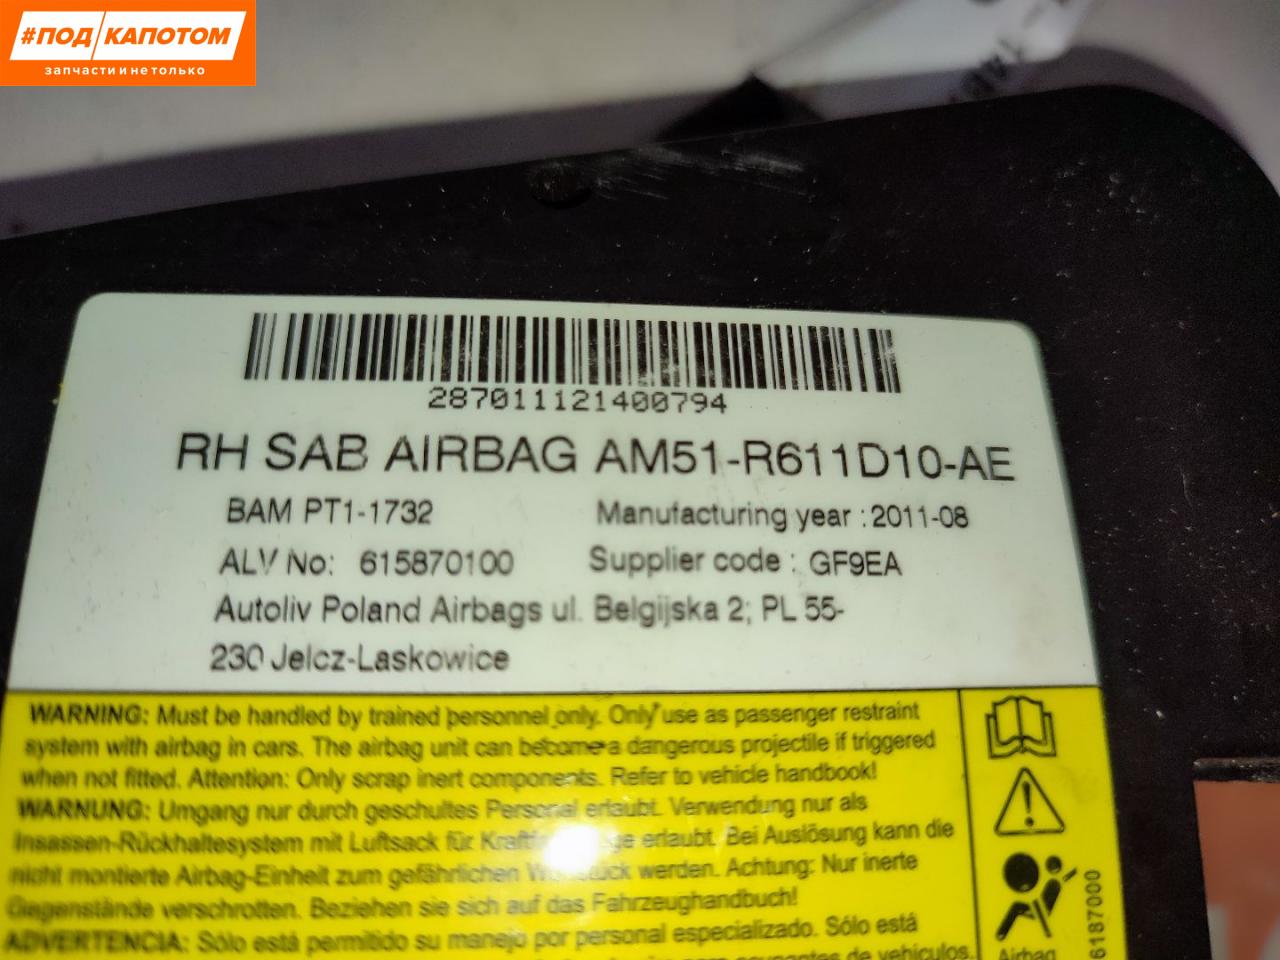 #ПОД КАПОТОМ
запчасти и не только
287011121400794
RH SAB AIRBAG AM51-R611D10-AE
BAM PT1-1732 Manufacturing year : 2011-08
ALV No: 615870100 Supplier code : GF9EA
Autoliv Poland Airbags ul. Belgijska 2; PL 55-
230 Jelcz-Laskowice
WARNING: Must be handled by trained personnel only. Only use as passenger restraint
system with airbag in cars. The airbag unit can become a dangerous projectile if triggered
when not fitted. Attention: Only scrap inert components. Refer to vehicle handbook!
WARNUNG: Umgang nur durch geschultes Personal erlaubt. Verwendung nur als
Insassen-Rückhaltesystem mit Luftsack für erlaubt. Bei Auslösung kann die
nicht montierte Airbag-Einheit zum gefährlichen werden. Achtung: Nur inerte
Gegenstände verschrotten. Beziehen sie sich auf das Fahrzeughandbuch!
ADVERTENCIA: Sólo está permitido su manejo por personal especializado. Sólo está
de vehículos.
Airbag
6187000